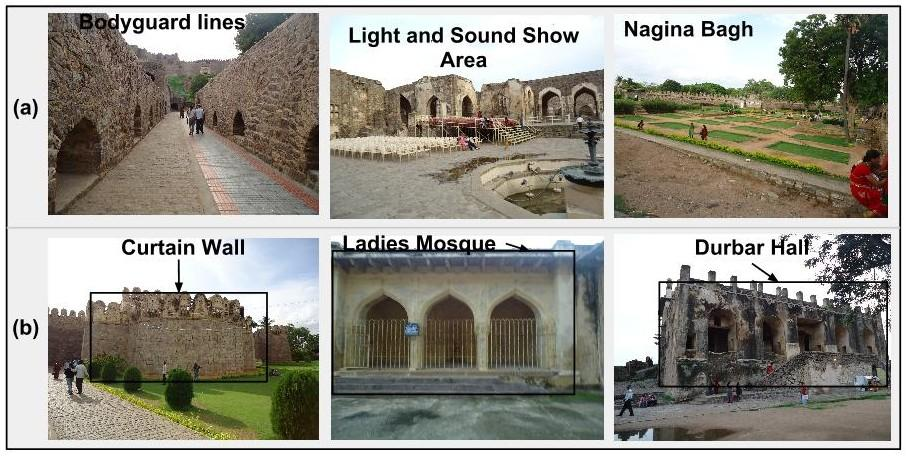 Bodyguard lines
Light and Sound Show
Area
Nagina Bagh
(a)
Curtain Wall
Ladies Mosque
Durbar Hall
(b)